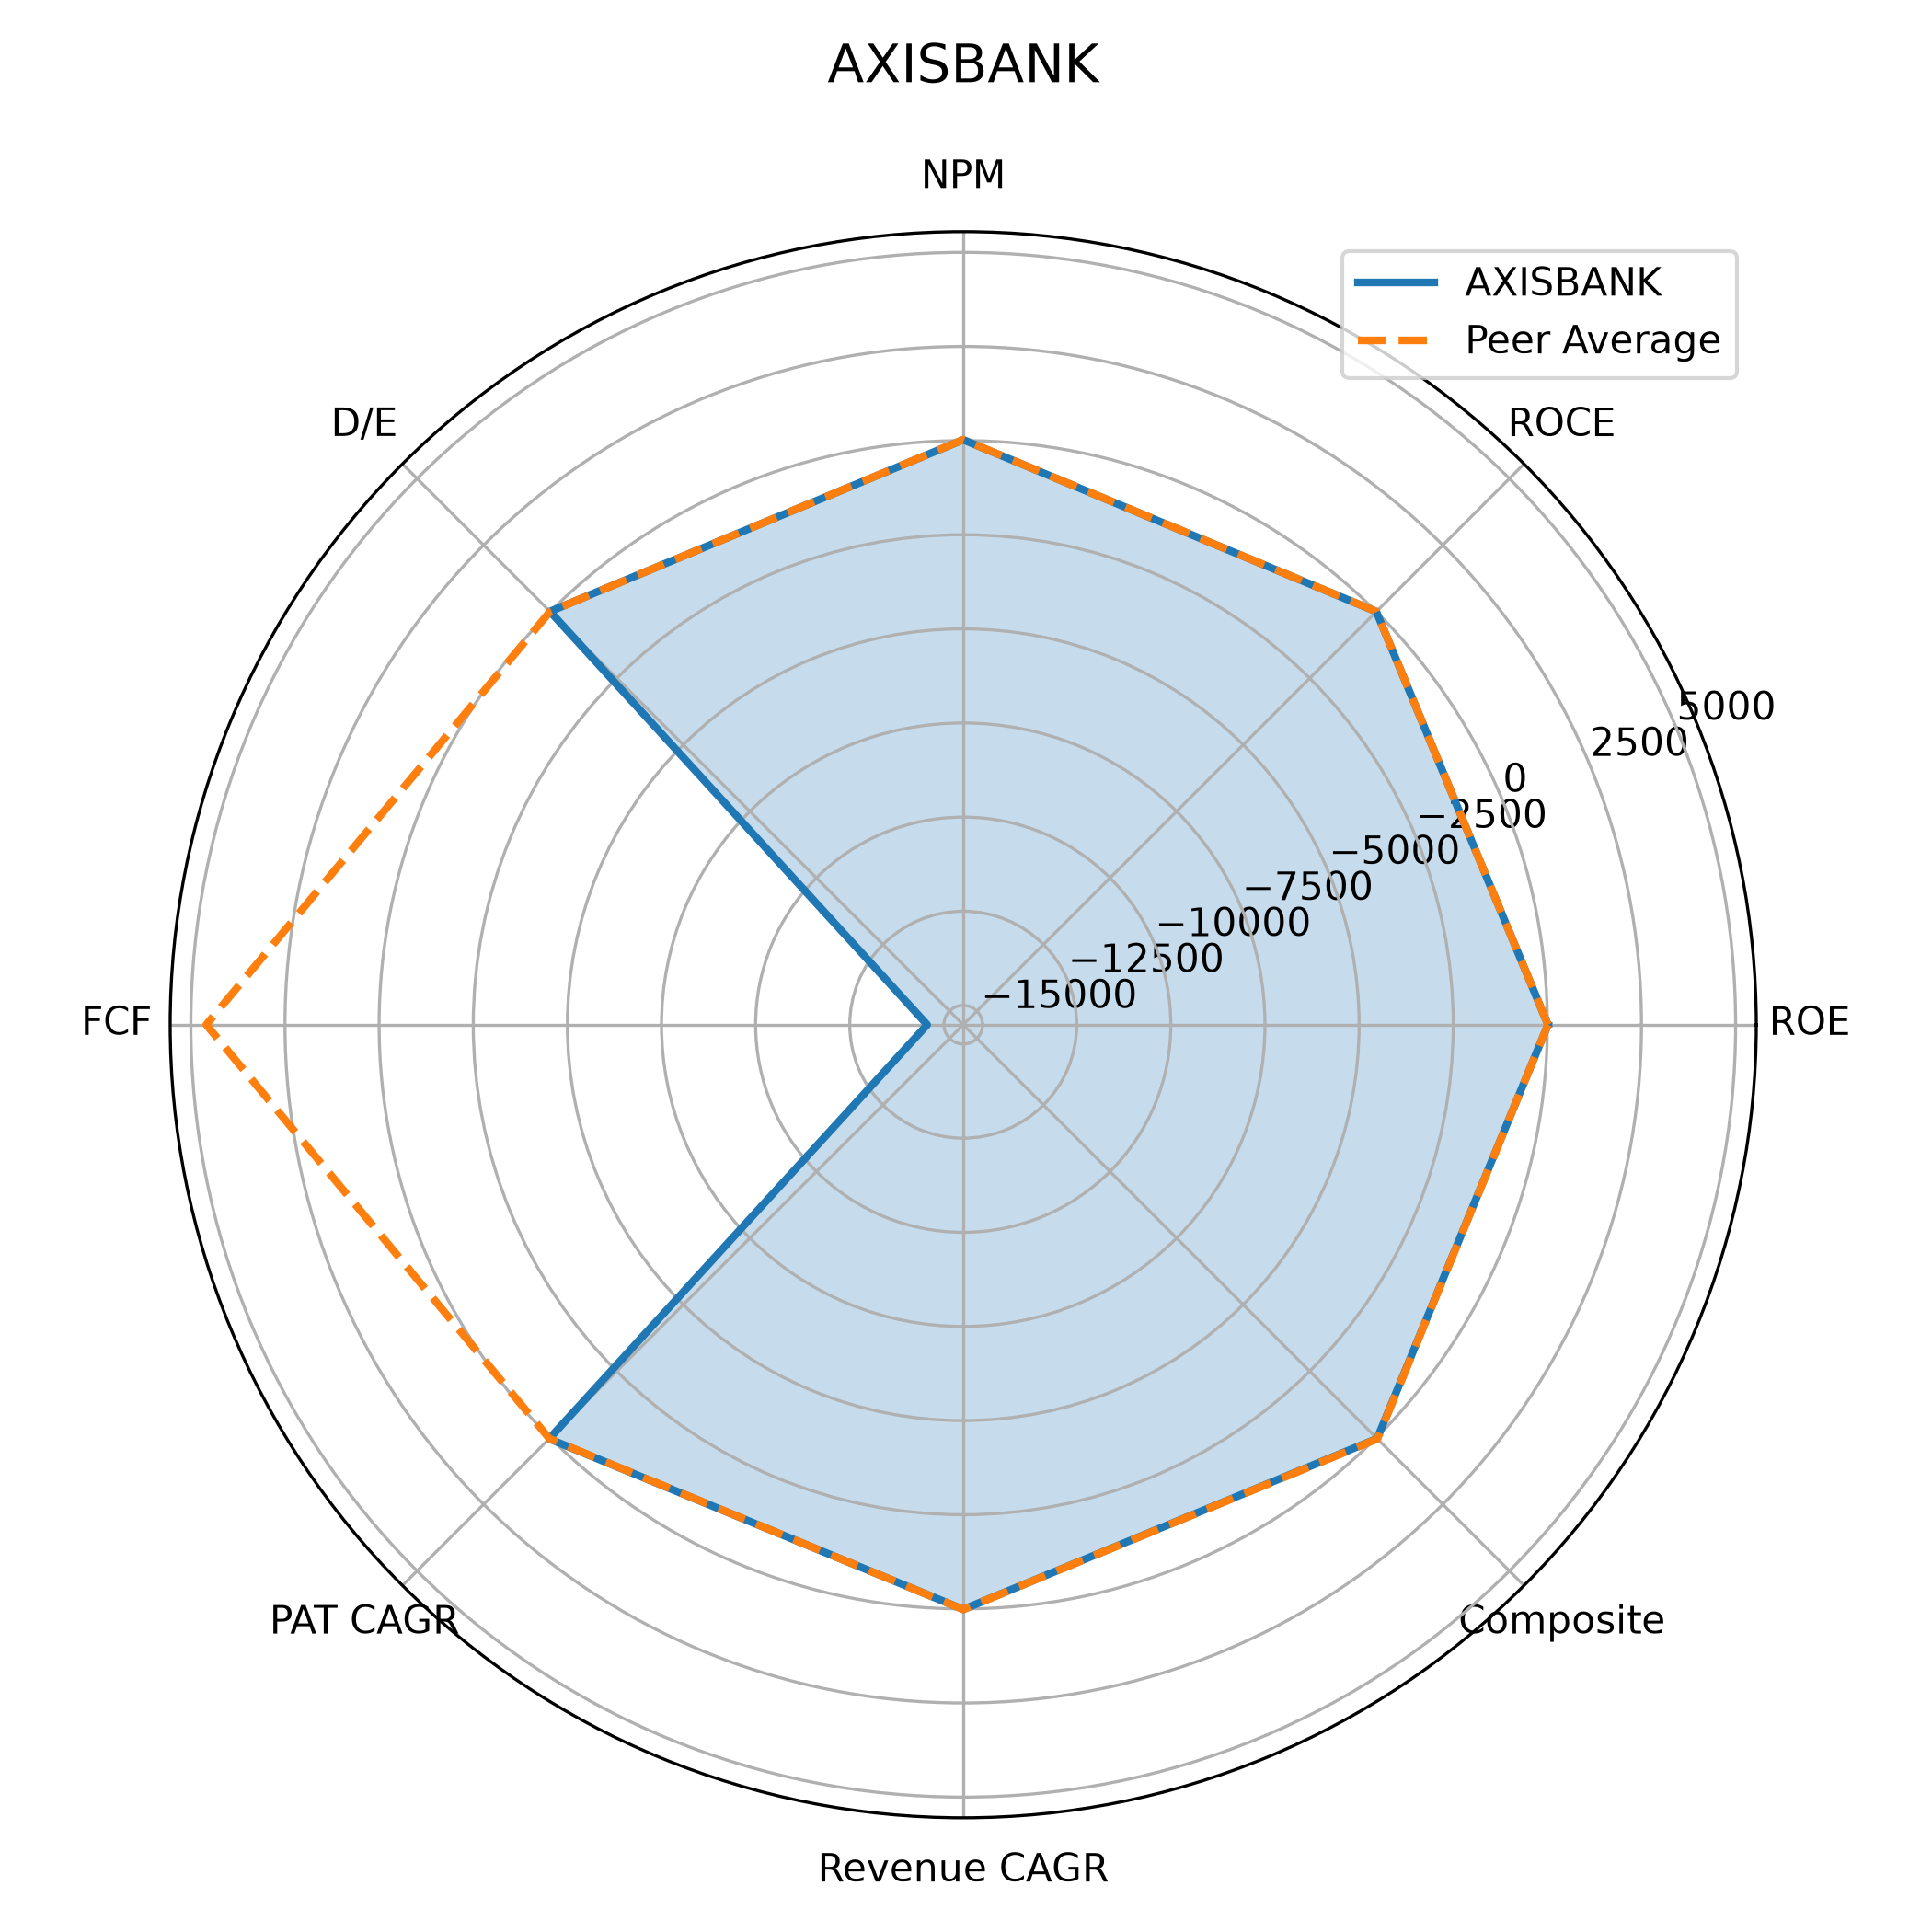 AXISBANK
NPM
AXISBANK
Peer Average
D/E
ROCE
5000
2500
0
−2500
−5000
−7500
−10000
−12500
−15000
FCF
ROE
PAT CAGR
Composite
Revenue CAGR